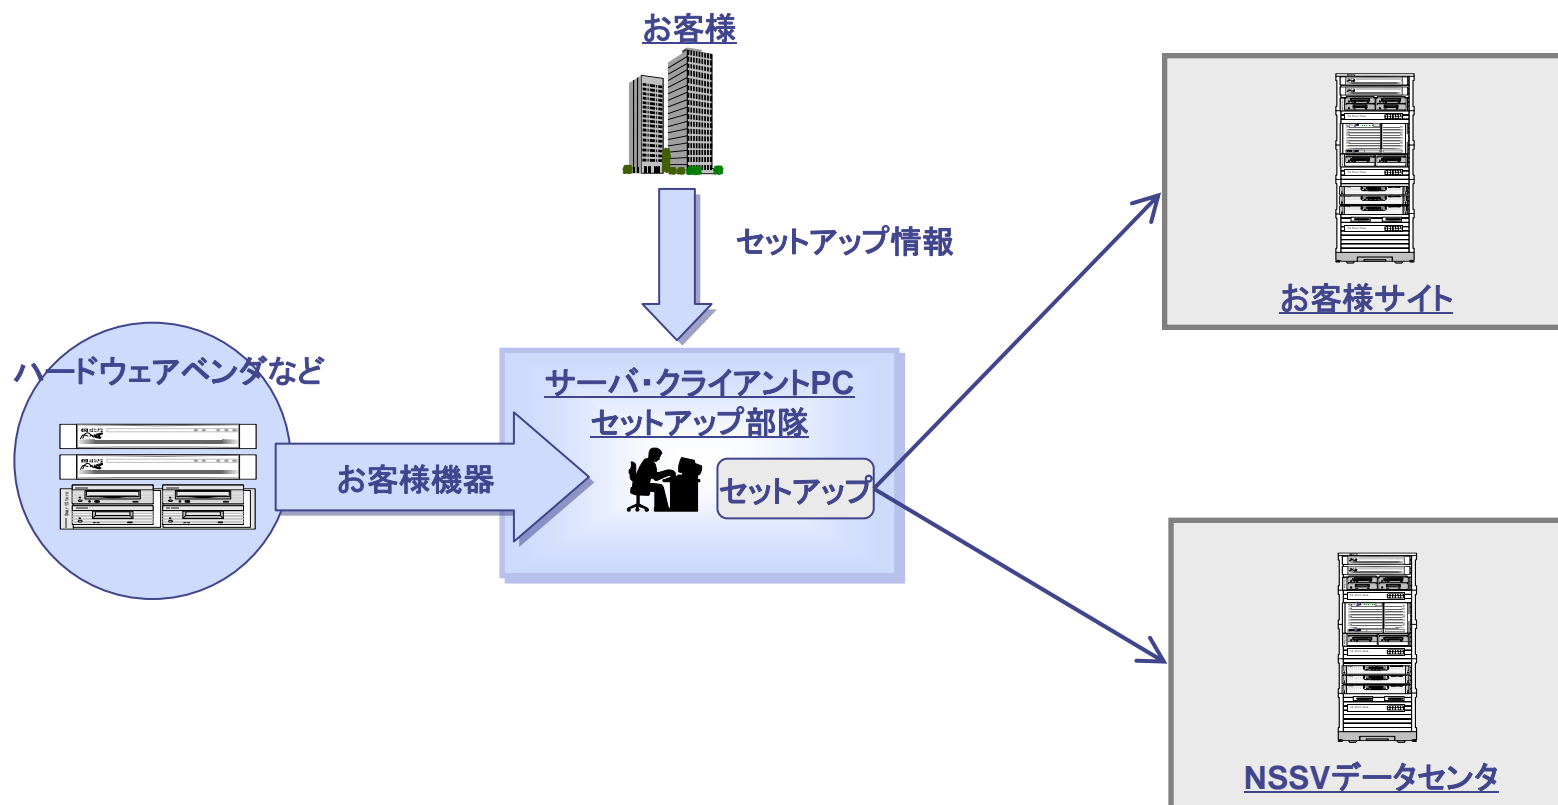 お客様
セットアップ情報
お客様サイト
ハードウェアベンダなど
サーバ・クライアントPC
セットアップ部隊
お客様機器
セットアップ
NSSVデータセンタ